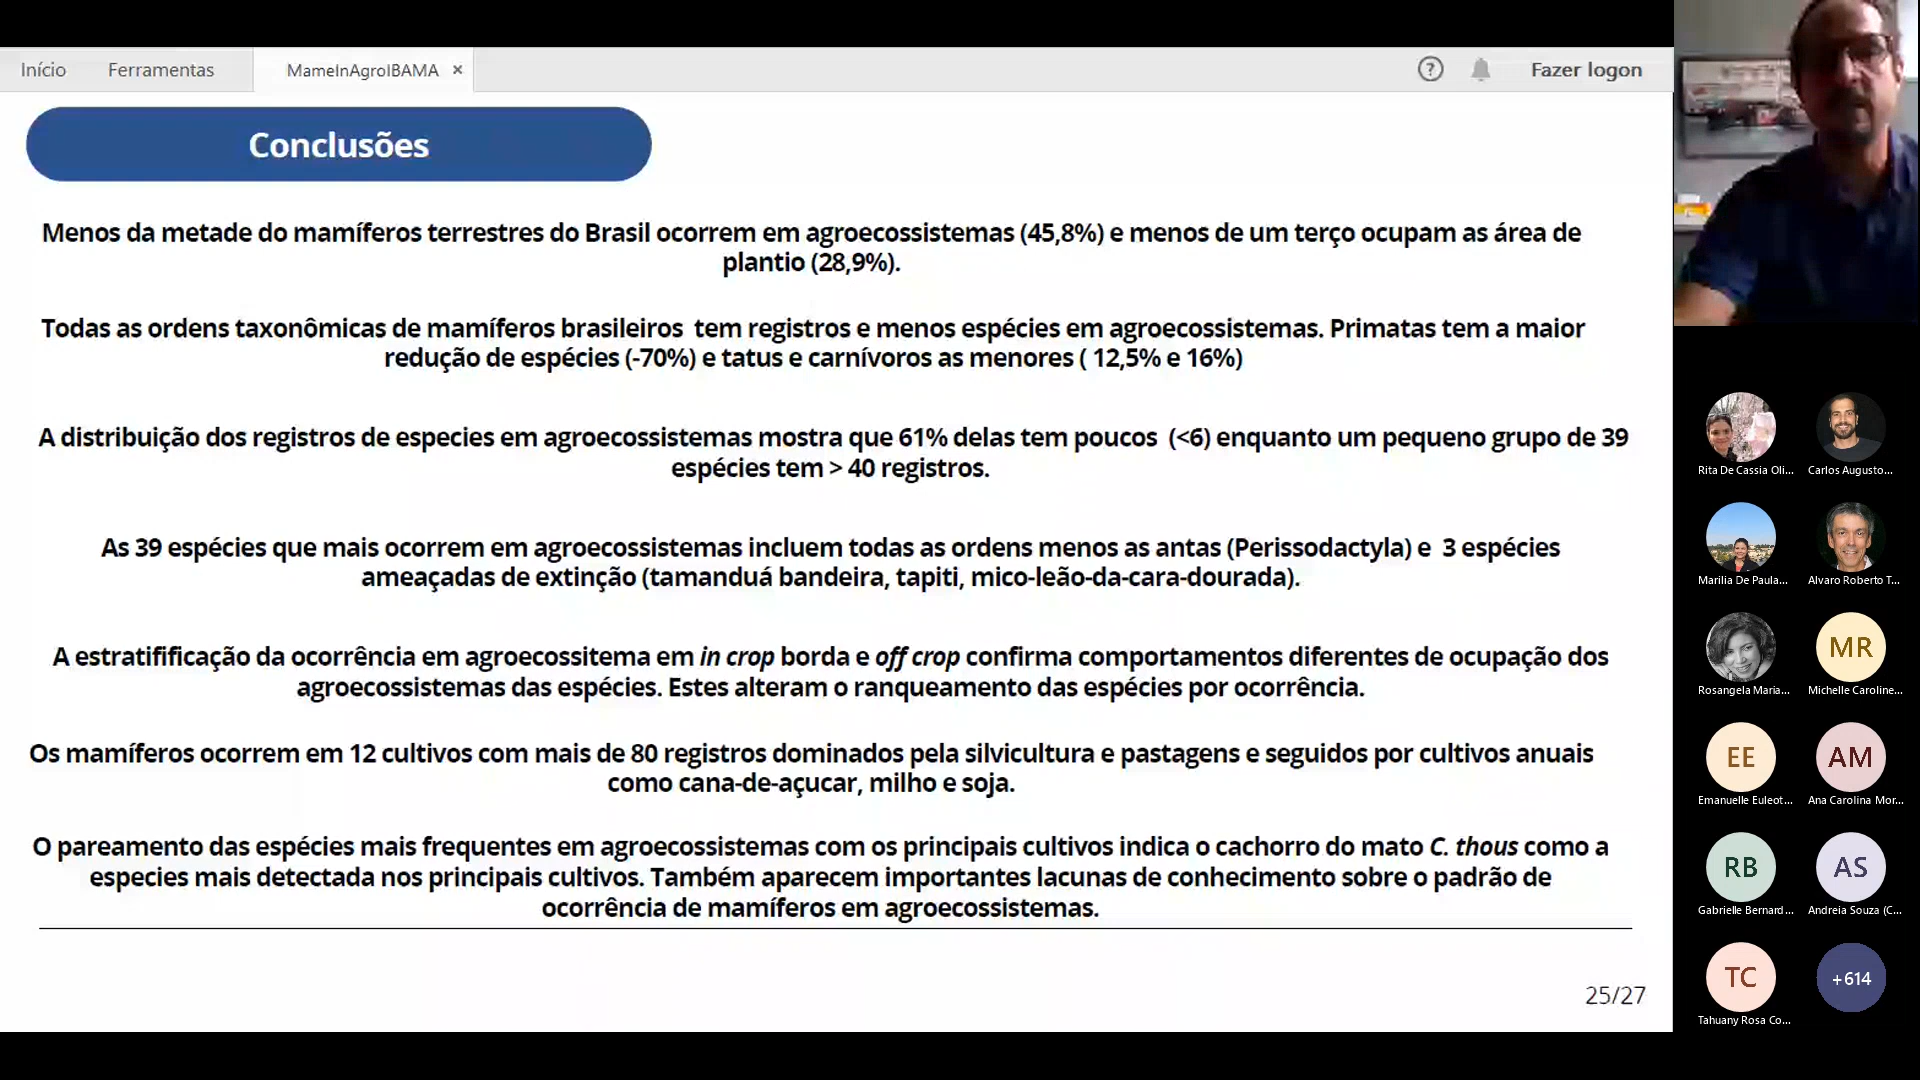 Início
Ferramentas
MameInAgroIBAMA ×
?
Fazer logon
Conclusões
Menos da metade do mamíferos terrestres do Brasil ocorrem em agroecossistemas (45,8%) e menos de um terço ocupam as área de
plantio (28,9%).
Todas as ordens taxonômicas de mamíferos brasileiros tem registros e menos espécies em agroecossistemas. Primatas tem a maior
redução de espécies (-70%) e tatus e carnívoros as menores ( 12,5% e 16%)
A distribuição dos registros de especies em agroecossistemas mostra que 61% delas tem poucos (<6) enquanto um pequeno grupo de 39
espécies tem > 40 registros.
As 39 espécies que mais ocorrem em agroecossistemas incluem todas as ordens menos as antas (Perissodactyla) e 3 espécies
ameaçadas de extinção (tamanduá bandeira, tapiti, mico-leão-da-cara-dourada).
A estratifificação da ocorrência em agroecossitema em in crop borda e off crop confirma comportamentos diferentes de ocupação dos
agroecossistemas das espécies. Estes alteram o ranqueamento das espécies por ocorrência.
Os mamíferos ocorrem em 12 cultivos com mais de 80 registros dominados pela silvicultura e pastagens e seguidos por cultivos anuais
como cana-de-açucar, milho e soja.
O pareamento das espécies mais frequentes em agroecossistemas com os principais cultivos indica o cachorro do mato C. thous como a
especies mais detectada nos principais cultivos. Também aparecem importantes lacunas de conhecimento sobre o padrão de
ocorrência de mamíferos em agroecossistemas.
25/27
Rita De Cassia Oli...
Carlos Augusto...
Marilia De Paula...
Alvaro Roberto T...
Rosangela Maria...
MR
Michelle Caroline...
EE
Emanuelle Euleot...
AM
Ana Carolina Mor...
RB
Gabrielle Bernard...
AS
Andreia Souza (C...
TC
Tahuany Rosa Co...
+614